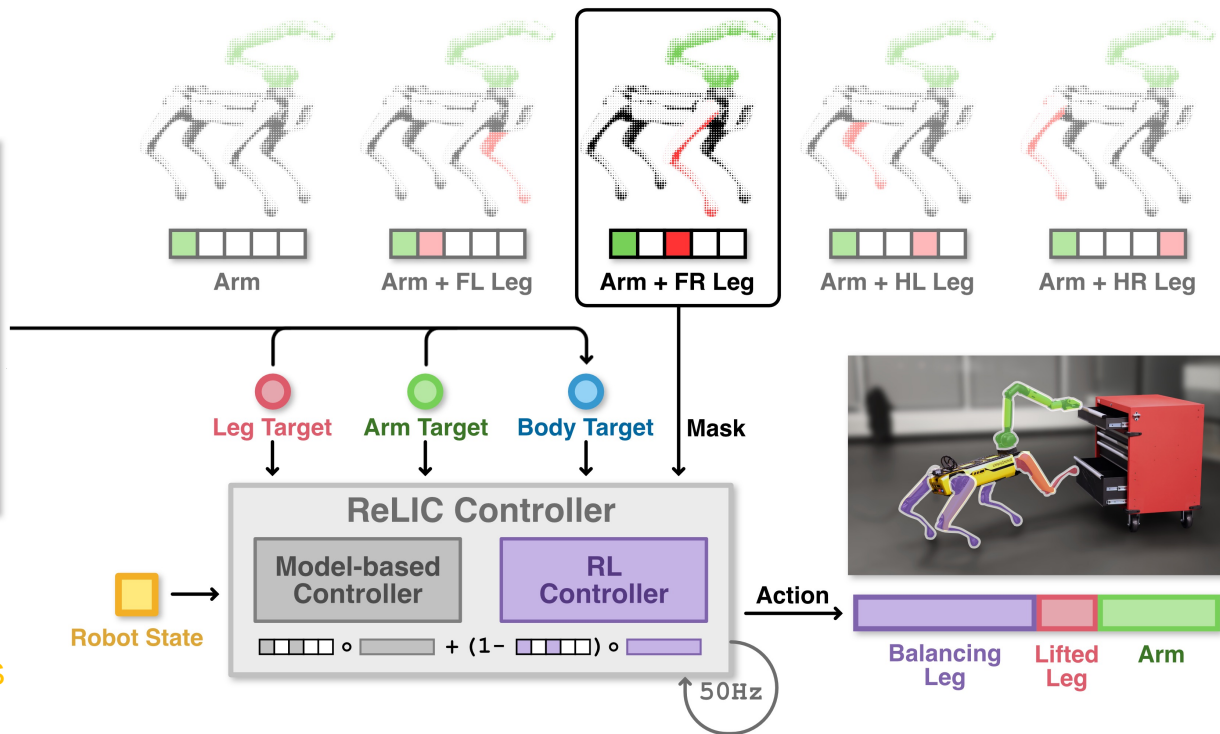 Arm
Arm + FL Leg
Arm + FR Leg
Arm + HL Leg
Arm + HR Leg
Leg Target
Arm Target
Body Target
Mask
ReLIC Controller
Model-based
Controller
RL
Controller
Robot State
+ (1- )
50Hz
Action
Balancing
Leg
Lifted
Leg
Arm
s